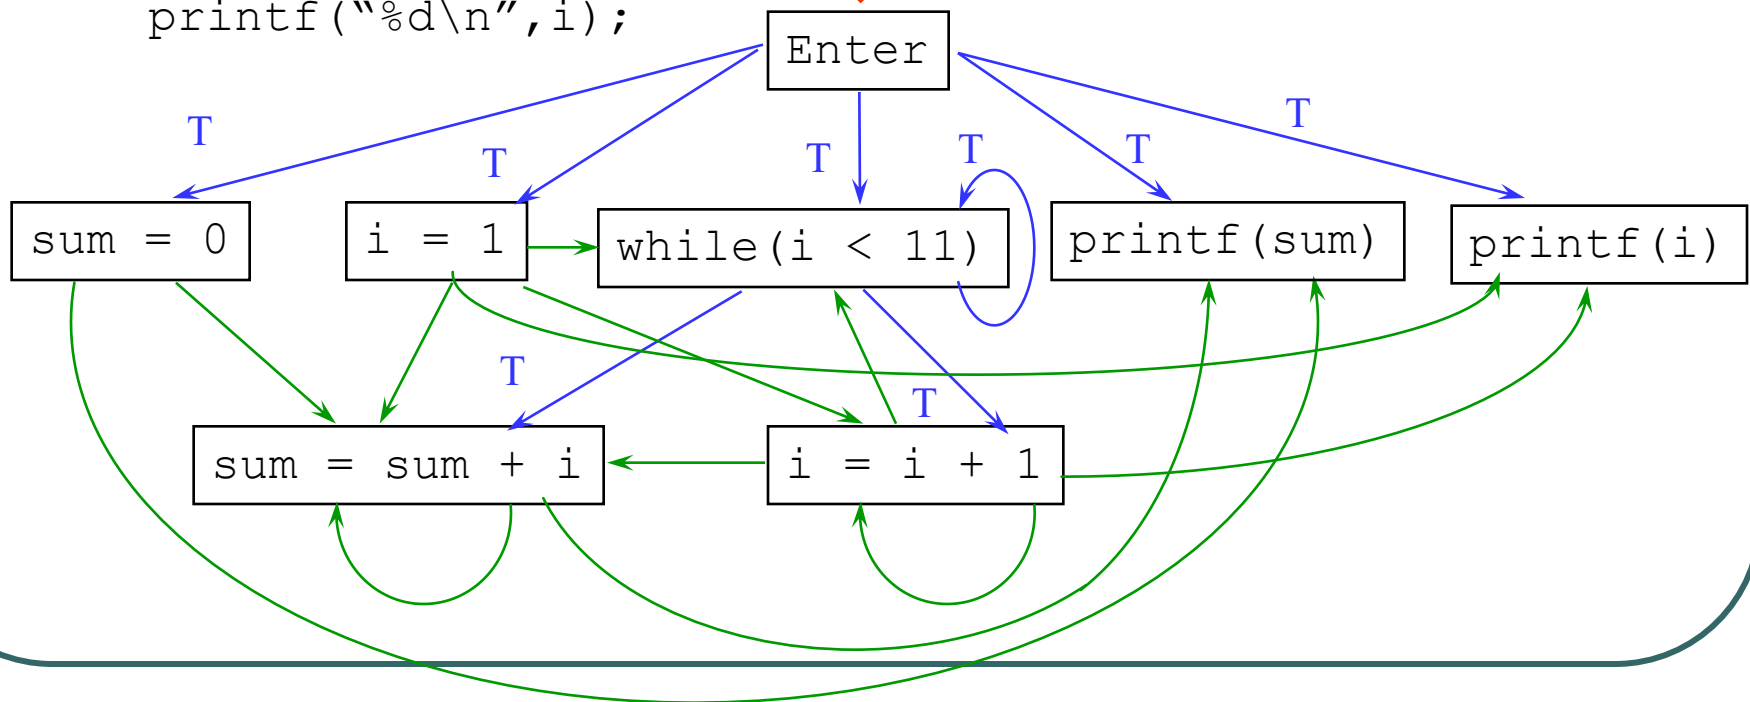 printf(“%d\n”,i);
Enter
T
T
T
T
T
T
sum = 0
i = 1
while(i < 11)
printf(sum)
printf(i)
T
T
sum = sum + i
i = i + 1